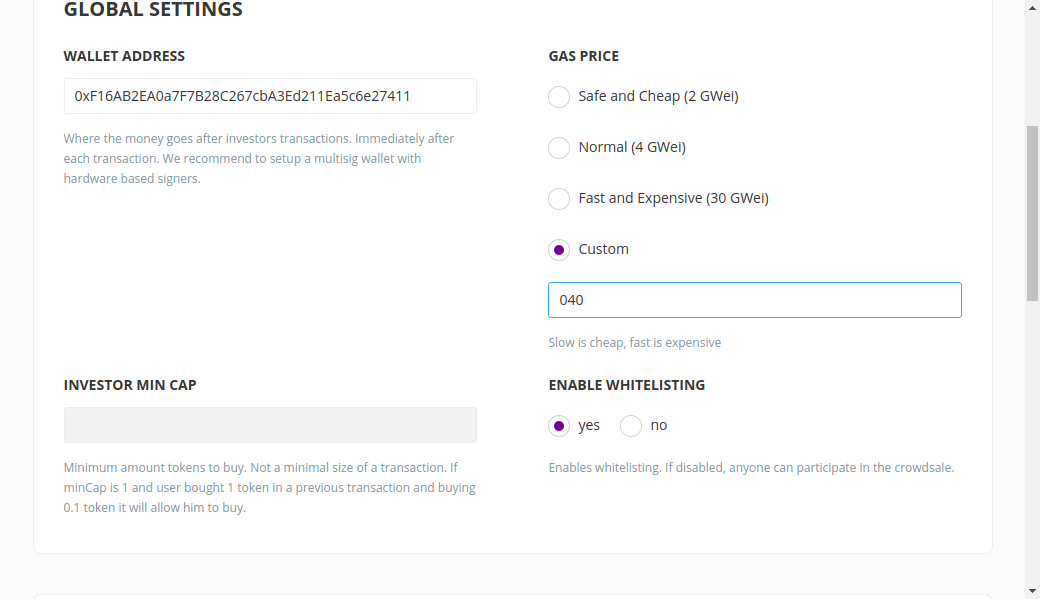 GLOBAL SETTINGS
WALLET ADDRESS
0xF16AB2EA0a7F7B28C267cbA3Ed211Ea5c6e27411
Where the money goes after investors transactions. Immediately after
each transaction. We recommend to setup a multisig wallet with
hardware based signers.
GAS PRICE
Safe and Cheap (2 GWei)
Normal (4 GWei)
Fast and Expensive (30 GWei)
Custom
040
Slow is cheap, fast is expensive
INVESTOR MIN CAP
Minimum amount tokens to buy. Not a minimal size of a transaction. If
minCap is 1 and user bought 1 token in a previous transaction and buying
0.1 token it will allow him to buy.
ENABLE WHITELISTING
yes no
Enables whitelisting. If disabled, anyone can participate in the crowdsale.